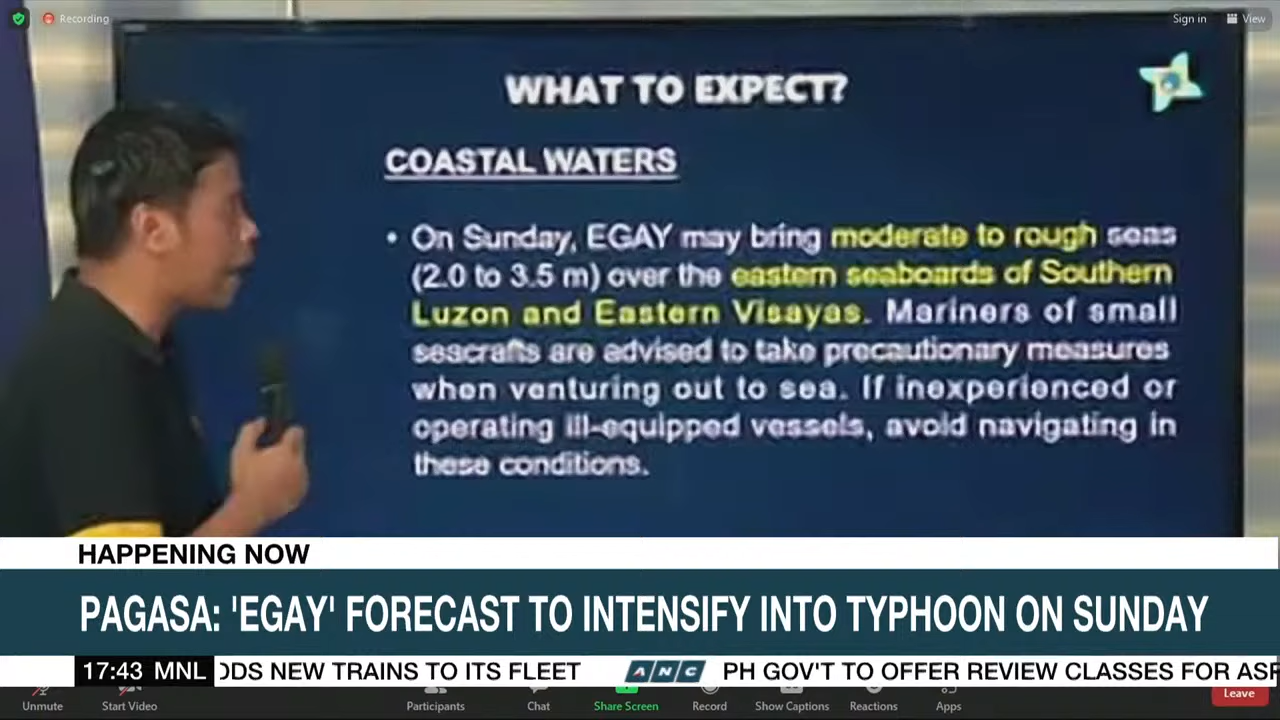 Recording
Sign in
View
WHAT TO EXPECT?
COASTAL WATERS
• On Sunday, EGAY may bring moderate to rough seas
(2.0 to 3.5 m) over the eastern seaboards of Southern
Luzon and Eastern Visayas. Mariners of small
seacrafts are advised to take precautionary measures
when venturing out to sea. If inexperienced or
operating ill-equipped vessels, avoid navigating in
these conditions.
HAPPENING NOW
PAGASA: 'EGAY' FORECAST TO INTENSIFY INTO TYPHOON ON SUNDAY
17:43 MNL
DDS NEW TRAINS TO ITS FLEET
ANC
PH GOV'T TO OFFER REVIEW CLASSES FOR ASP
Unmute
Start Video
Participants
Chat
Share Screen
Record
Show Captions
Reactions
Apps
Leave